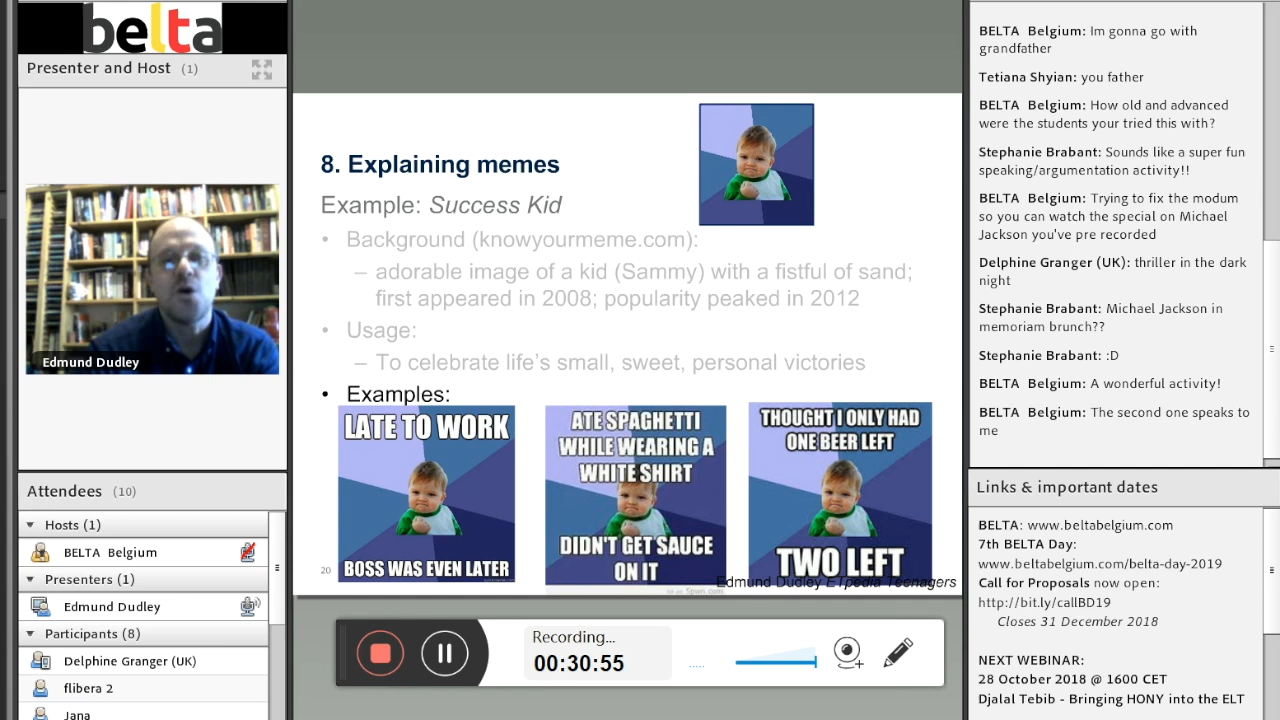 belta
Presenter and Host (1)
Edmund Dudley
Attendees (10)
Hosts (1)
BELTA Belgium
Presenters (1)
Edmund Dudley
Participants (8)
Delphine Granger (UK)
flibera 2
Jana
8. Explaining memes
Example: Success Kid
• Background (knowyourmeme.com):
– adorable image of a kid (Sammy) with a fistful of sand;
first appeared in 2008; popularity peaked in 2012
• Usage:
– To celebrate life's small, sweet, personal victories
• Examples:
LATE TO WORK
BOSS WAS EVEN LATER
ATE SPAGHETTI
WHILE WEARING A
WHITE SHIRT
DIDN'T GET SAUCE
ON IT
THOUGHT I ONLY HAD
ONE BEER LEFT
TWO LEFT
20
Edmund Dudley ETpedia Teenagers
Recording...
00:30:55
BELTA Belgium: Im gonna go with
grandfather
Tetiana Shyian: you father
BELTA Belgium: How old and advanced
were the students your tried this with?
Stephanie Brabant: Sounds like a super fun
speaking/argumentation activity!!
BELTA Belgium: Trying to fix the modum
so you can watch the special on Michael
Jackson you've pre recorded
Delphine Granger (UK): thriller in the dark
night
Stephanie Brabant: Michael Jackson in
memoriam brunch??
Stephanie Brabant: :D
BELTA Belgium: A wonderful activity!
BELTA Belgium: The second one speaks to
me
Links & important dates
BELTA: www.beltabelgium.com
7th BELTA Day:
www.beltabelgium.com/belta-day-2019
Call for Proposals now open:
http://bit.ly/callBD19
Closes 31 December 2018
NEXT WEBINAR:
28 October 2018 @ 1600 CET
Djalal Tebib - Bringing HONY into the ELT